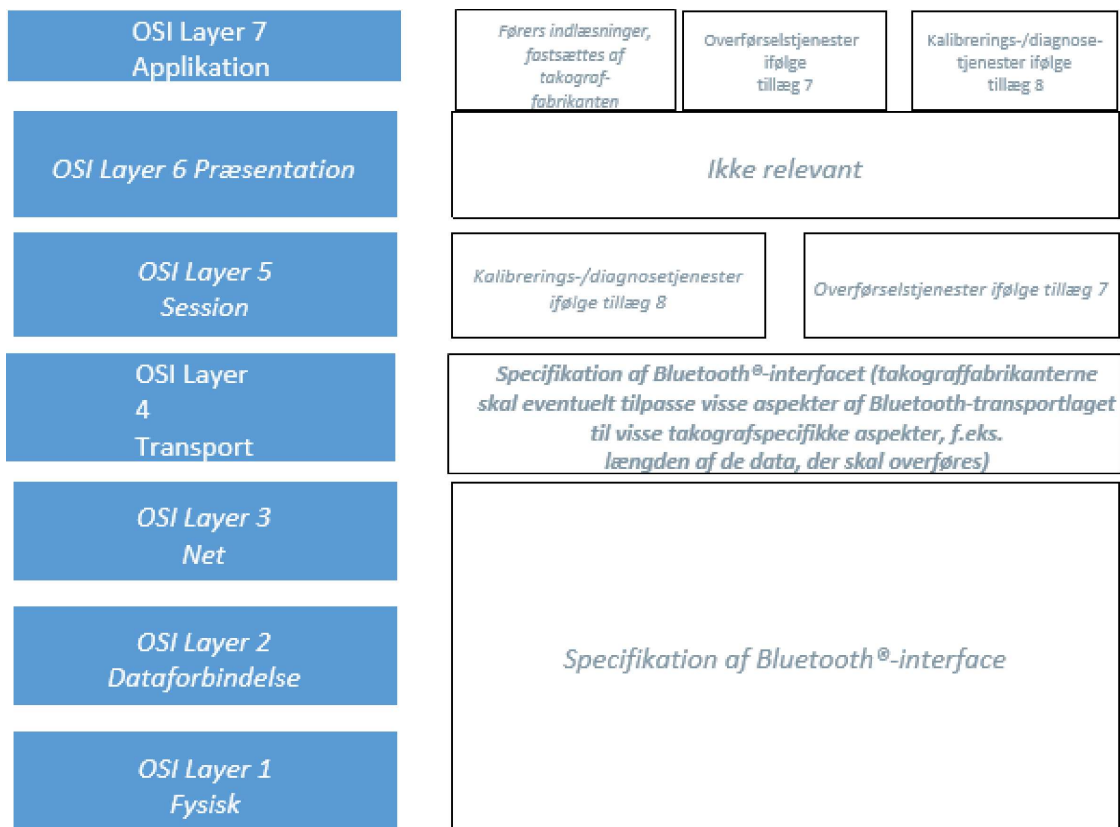 OSI Layer 7
Applikation
Førers indlæsninger,
fastsættes af
takograf-
fabrikanten
Overførselstjenester
ifølge
tillæg 7
Kalibrerings-/diagnose-
tjenester ifølge
tillæg 8
OSI Layer 6 Præsentation
Ikke relevant
OSI Layer 5
Session
Kalibrerings-/diagnosetjenester
ifølge tillæg 8
Overførselstjenester ifølge tillæg 7
OSI Layer
4
Transport
Specifikation af Bluetooth®-interfacet (takograffabrikanterne
skal eventuelt tilpasse visse aspekter af Bluetooth-transportlaget
til visse takografspecifikke aspekter, f.eks.
længden af de data, der skal overføres)
OSI Layer 3
Net
OSI Layer 2
Dataforbindelse
Specifikation af Bluetooth®-interface
OSI Layer 1
Fysisk